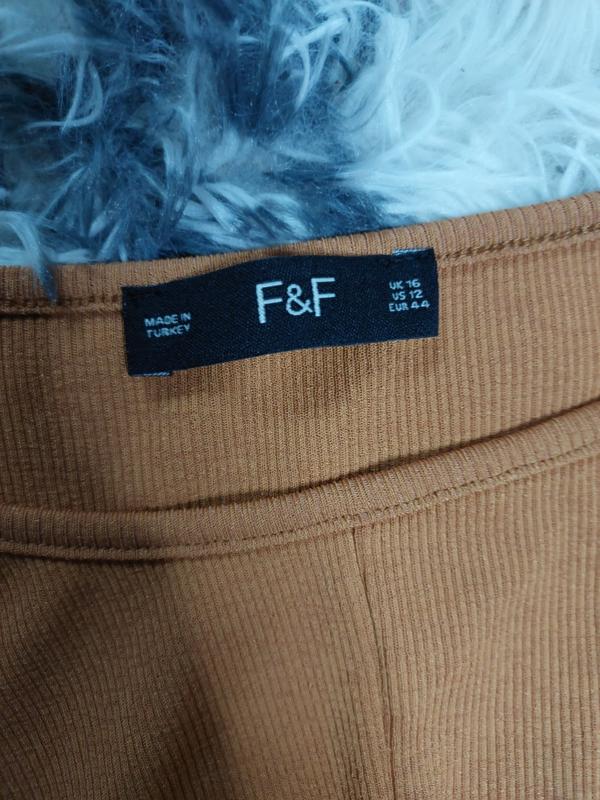 MADE IN
TURKEY
F&F
UK 16
US 12
EUR 44